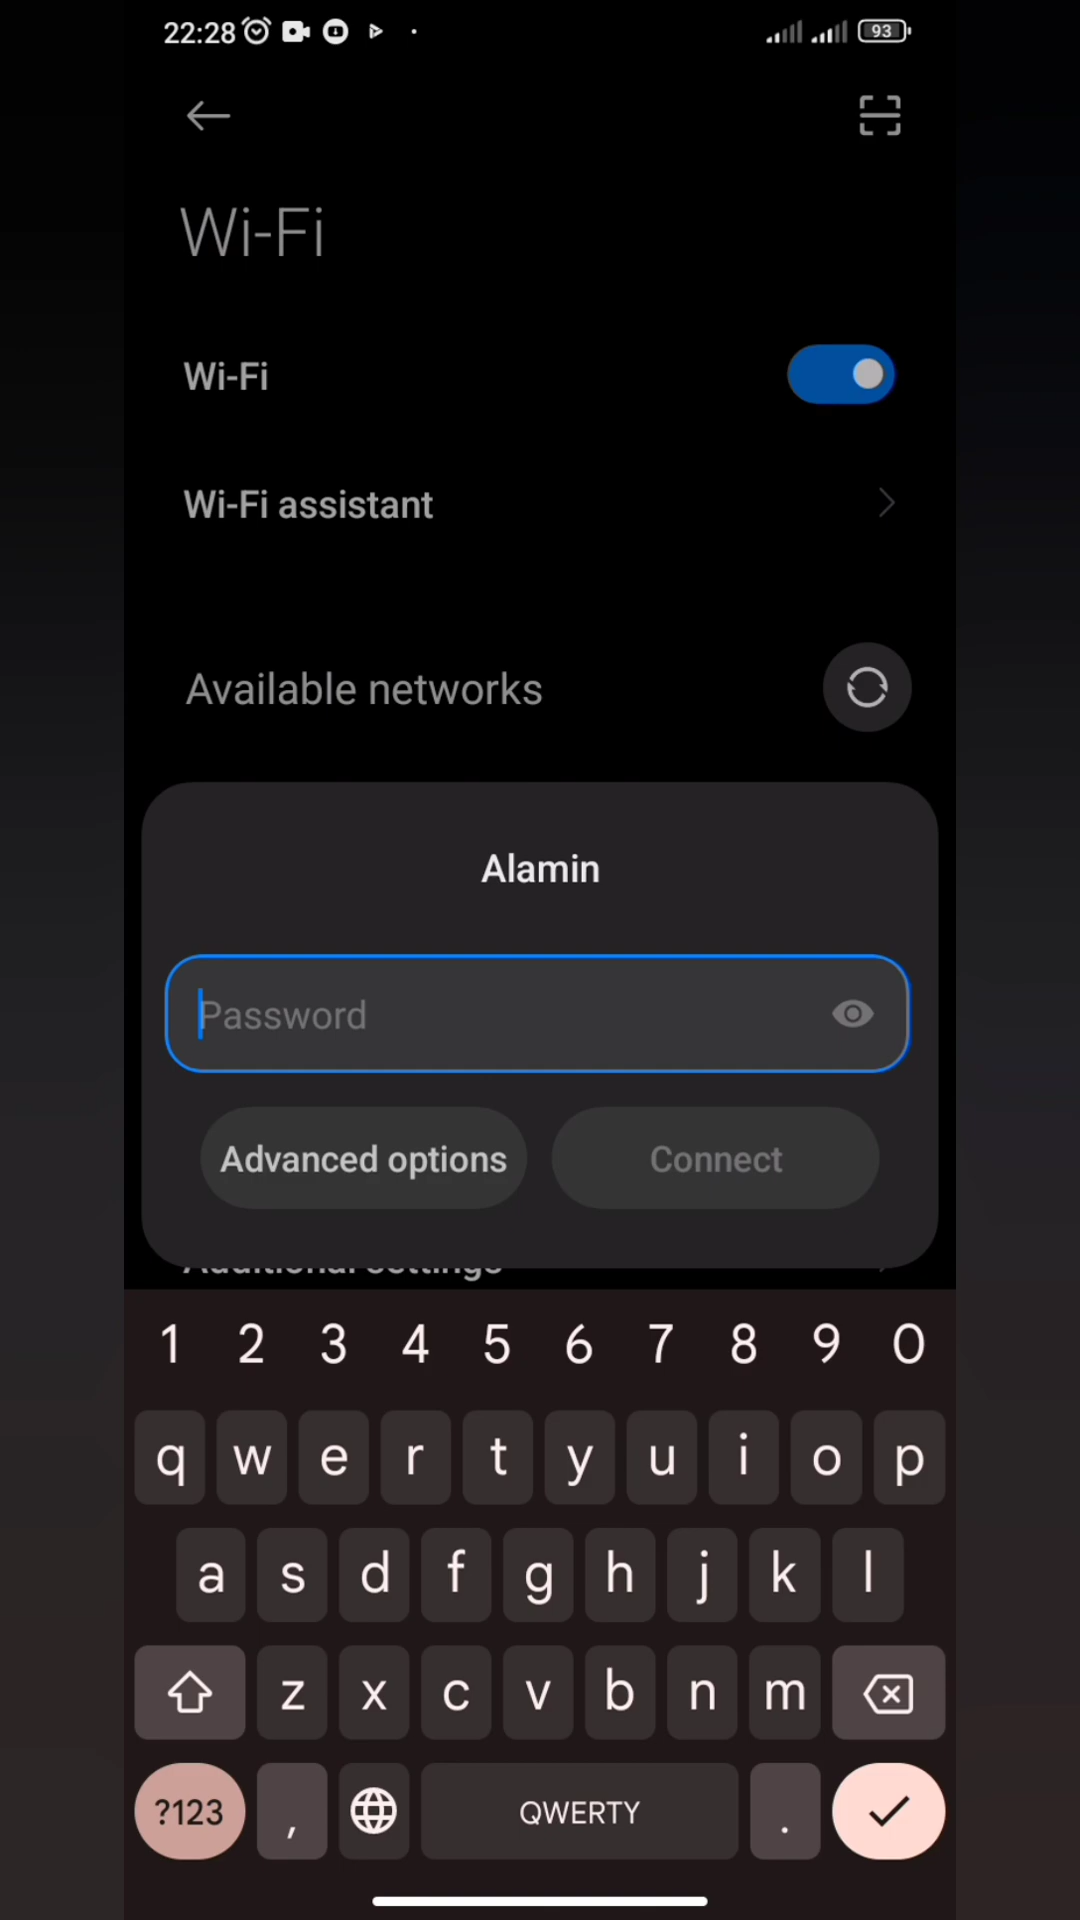 22:28
93
Wi-Fi
Wi-Fi
Wi-Fi assistant
Available networks
Alamin
Password
Advanced options
Connect
Additional settings
1 2 3 4 5 6 7 8 9 0
q w e r t y u i o p
a s d f g h j k l
z x c v b n m
?123 , QWERTY .